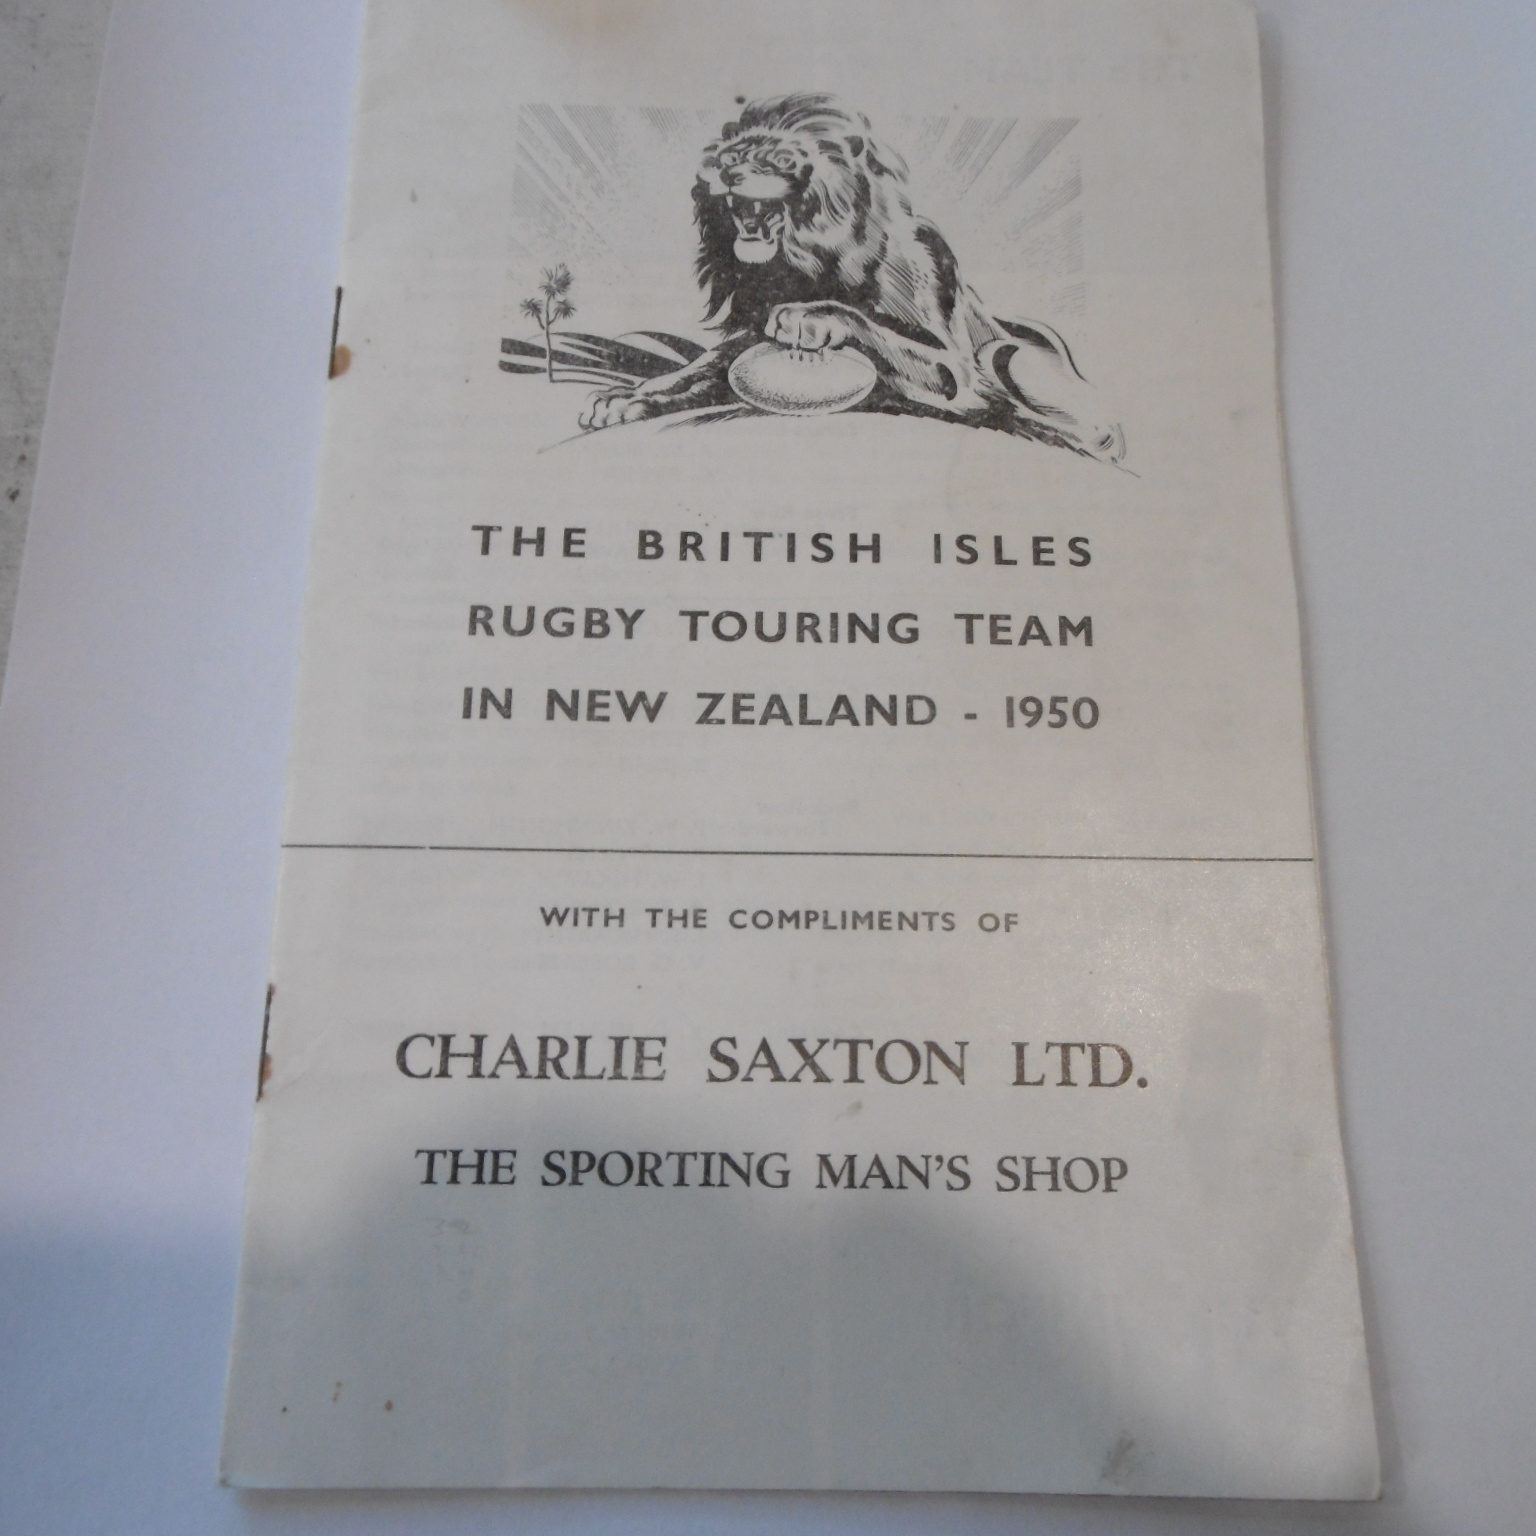 THE BRITISH ISLES
RUGBY TOURING TEAM
IN NEW ZEALAND - 1950
WITH THE COMPLIMENTS OF
CHARLIE SAXTON LTD.
THE SPORTING MAN'S SHOP